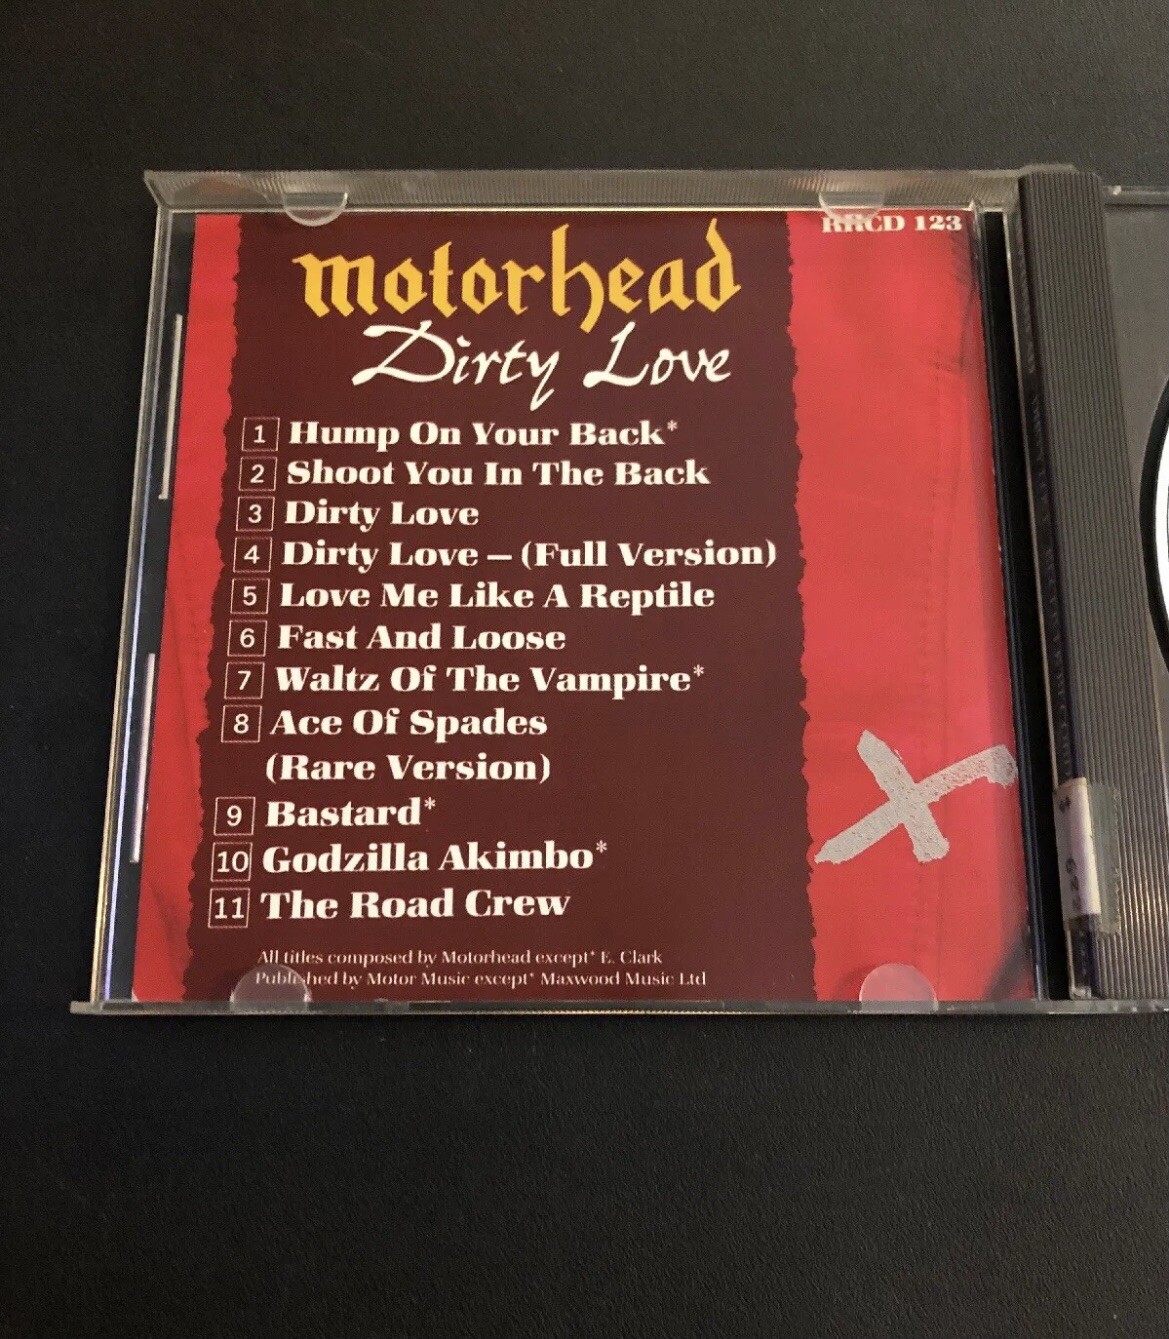 RRCD 123
motorhead
Dirty Love
1 Hump On Your Back*
2 Shoot You In The Back
3 Dirty Love
4 Dirty Love – (Full Version)
5 Love Me Like A Reptile
6 Fast And Loose
7 Waltz Of The Vampire*
8 Ace Of Spades
(Rare Version)
9 Bastard*
10 Godzilla Akimbo*
11 The Road Crew
All titles composed by Motorhead except* E. Clark
Published by Motor Music except* Maxwood Music Ltd